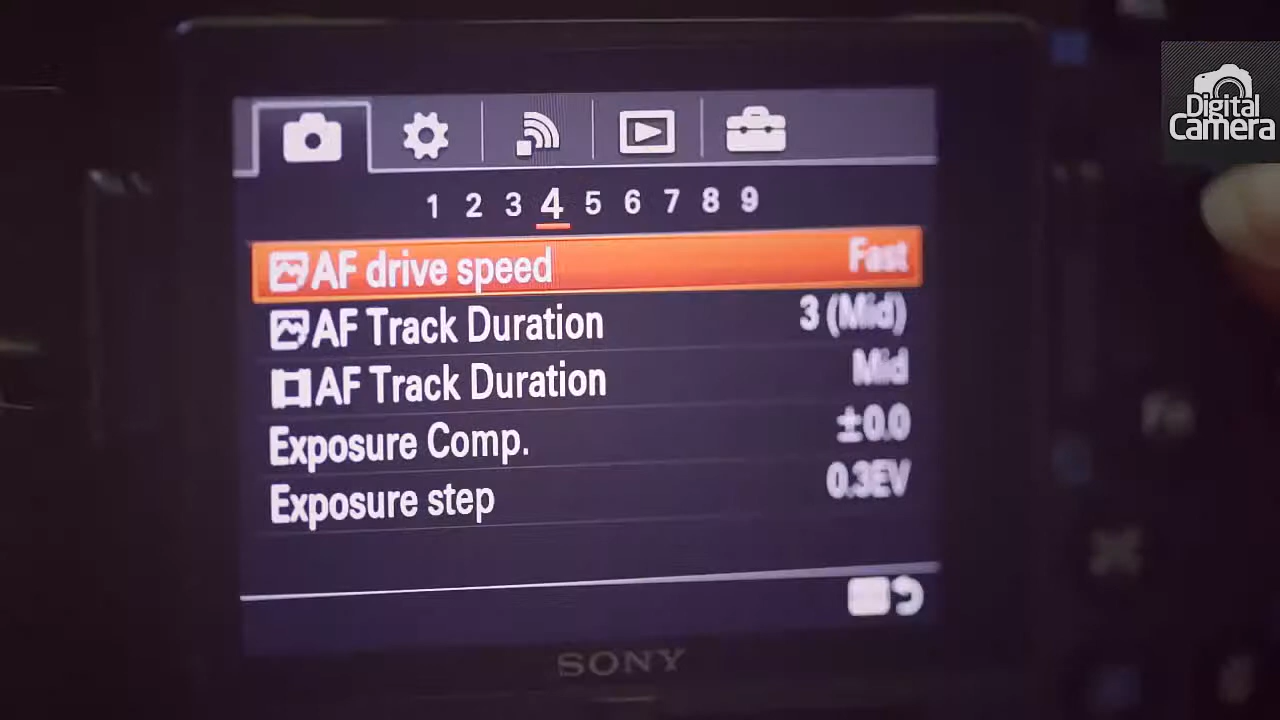 Digital
Camera
1 2 3 4 5 6 7 8 9
AF drive speed Fast
AF Track Duration 3 (Mid)
AF Track Duration Mid
Exposure Comp. ±0.0
Exposure step 0.3EV
SONY
Fn